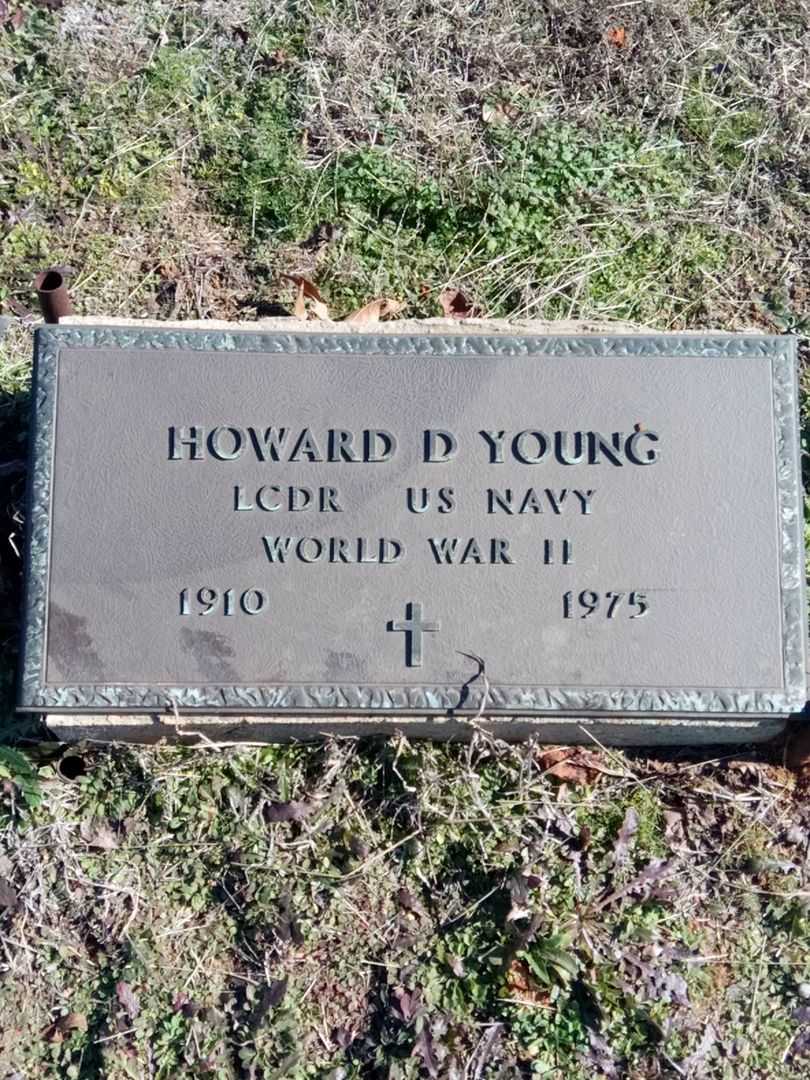 HOWARD D YOUNG
LCDR US NAVY
WORLD WAR II
1910 1975